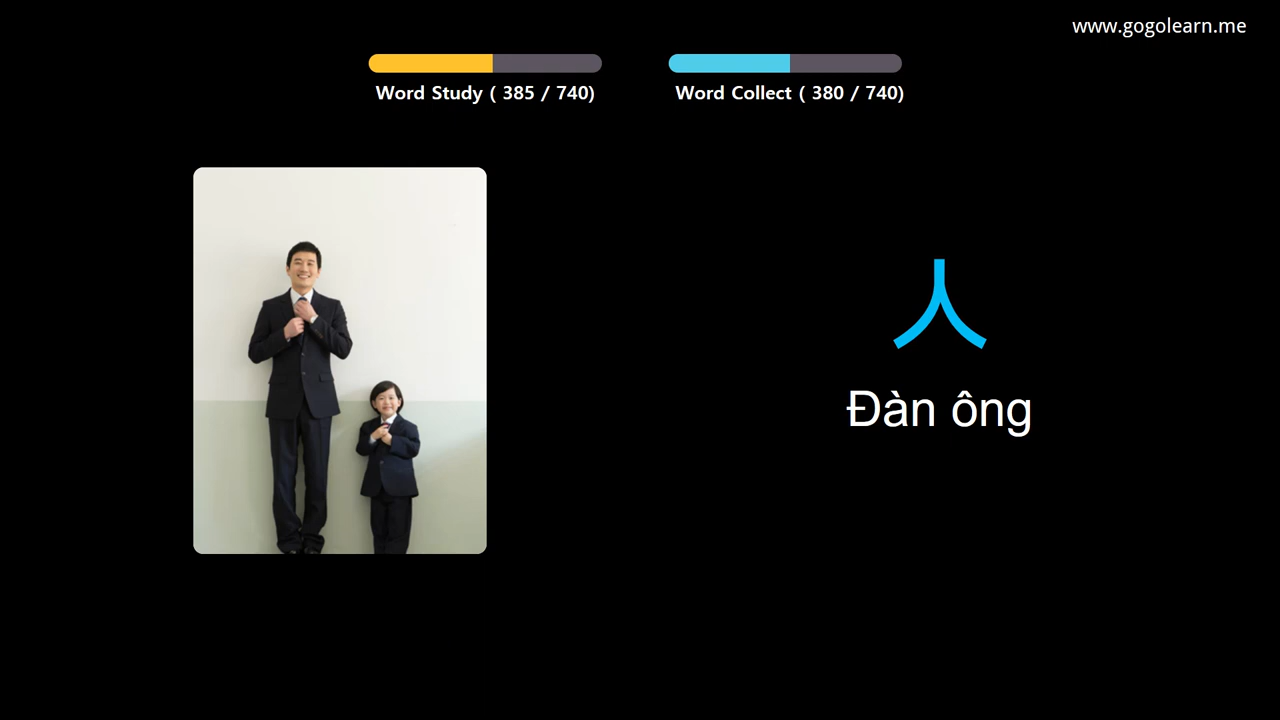 www.gogolearn.me
Word Study ( 385 / 740)
Word Collect ( 380 / 740)
人
Đàn ông